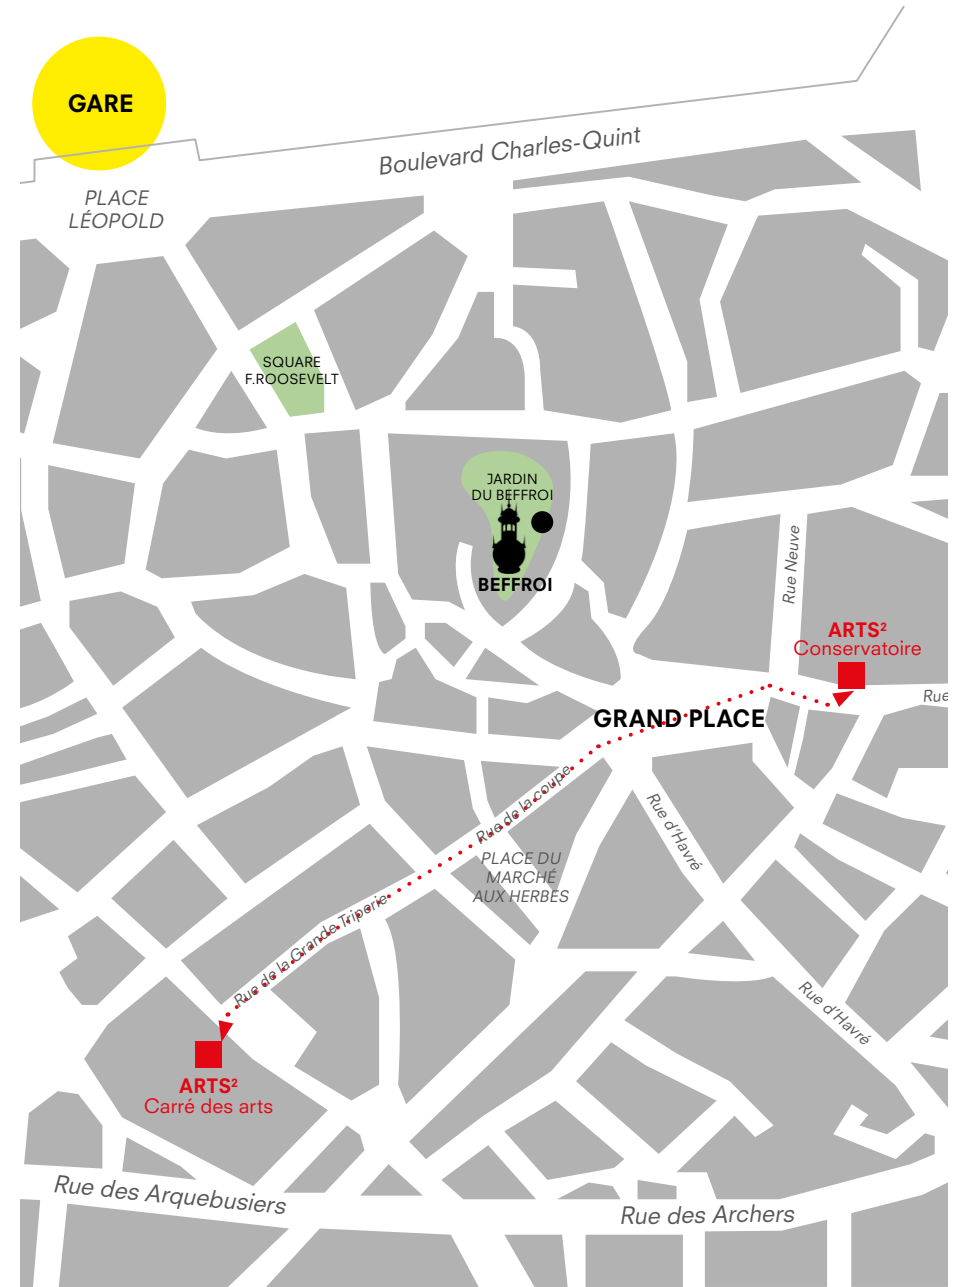 GARE
Boulevard Charles-Quint
PLACE
LÉOPOLD
SQUARE
F.ROOSEVELT
JARDIN
DU BEFFROI
BEFFROI
Rue Neuve
ARTS²
Conservatoire
Rue
GRAND PLACE
Rue de la coupe
Rue d'Havré
PLACE DU
MARCHÉ
AUX HERBES
Rue de la Grande Triperie
Rue d'Havré
ARTS²
Carré des arts
Rue des Arquebusiers
Rue des Archers